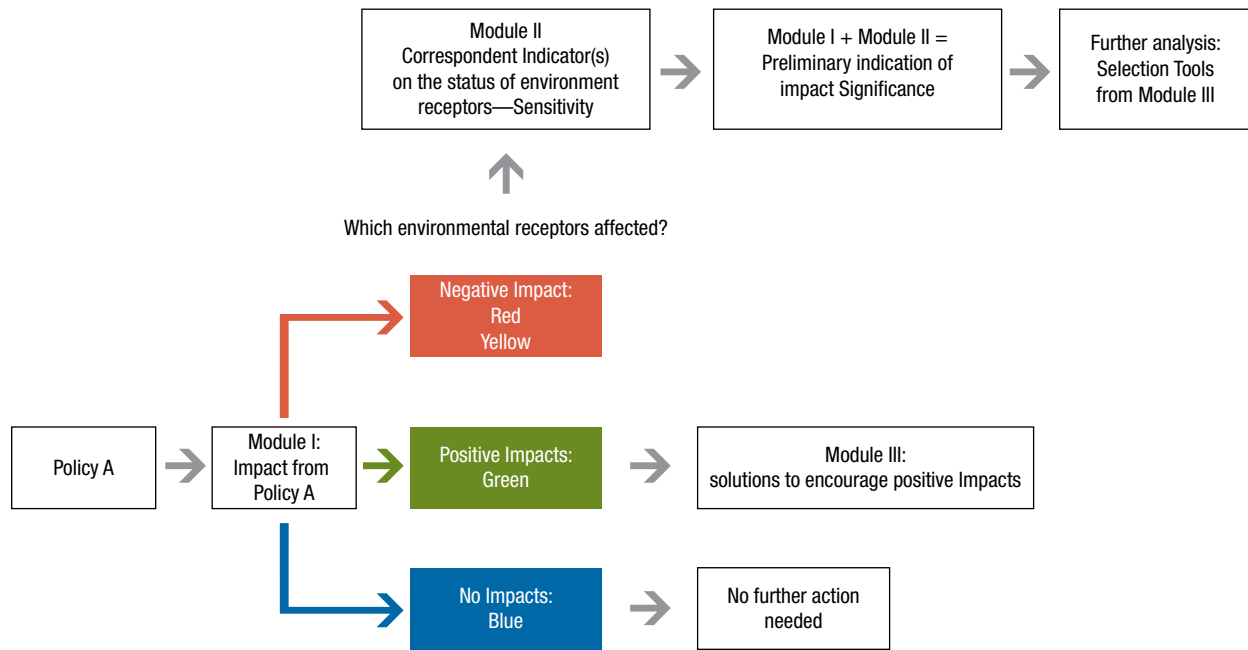 Module II
Correspondent Indicator(s)
on the status of environment
receptors—Sensitivity
Module I + Module II =
Preliminary indication of
impact Significance
Further analysis:
Selection Tools
from Module III
Which environmental receptors affected?
Negative Impact:
Red
Yellow
Policy A
Module I:
Impact from
Policy A
Positive Impacts:
Green
Module III:
solutions to encourage positive Impacts
No Impacts:
Blue
No further action
needed